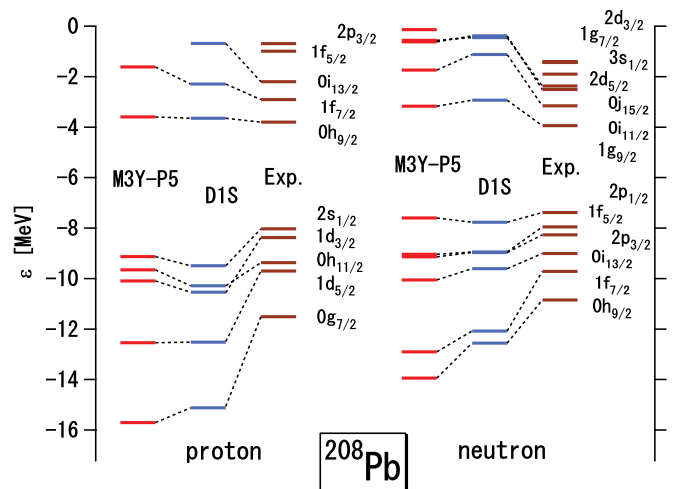 0
−2
−4
−6
−8
−10
−12
−14
−16
ε [MeV]
M3Y−P5
D1S
Exp.
2p3/2
1f5/2
0i13/2
1f7/2
0h9/2
2s1/2
1d3/2
0h11/2
1d5/2
0g7/2
proton
M3Y−P5
D1S
Exp.
2d3/2
1g7/2
3s1/2
2d5/2
0j15/2
0i11/2
1g9/2
2p1/2
1f5/2
2p3/2
0i13/2
1f7/2
0h9/2
neutron
208Pb